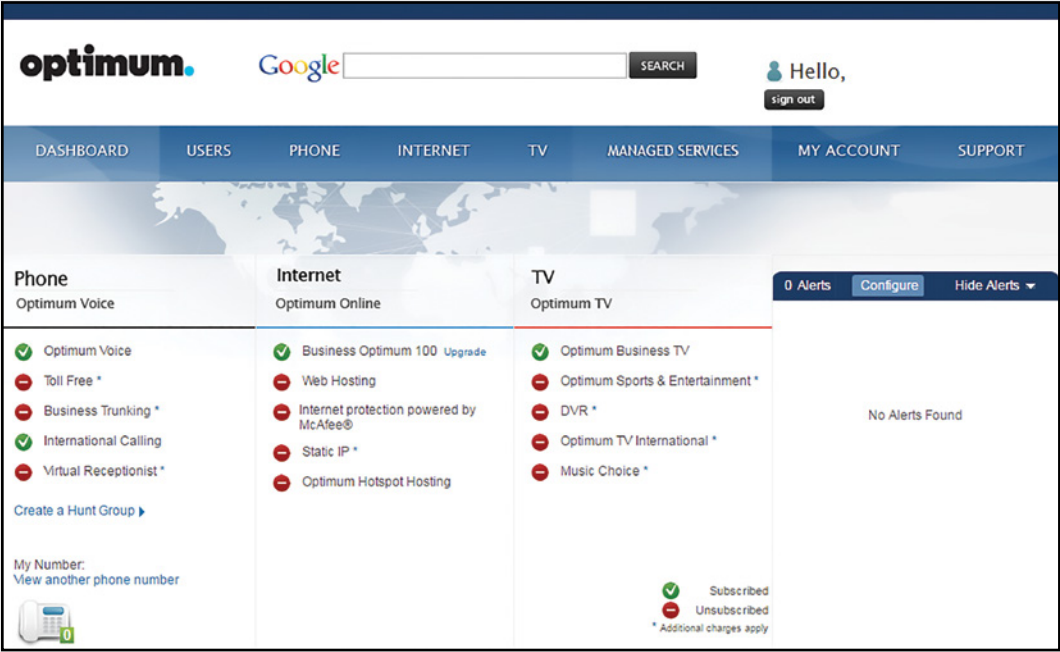 optimum.
Google
SEARCH
Hello,
sign out
DASHBOARD USERS PHONE INTERNET TV MANAGED SERVICES MY ACCOUNT SUPPORT
Phone
Optimum Voice
Optimum Voice
Toll Free *
Business Trunking *
International Calling
Virtual Receptionist *
Create a Hunt Group
My Number:
View another phone number
0
Internet
Optimum Online
Business Optimum 100 Upgrade
Web Hosting
Internet protection powered by
McAfee®
Static IP *
Optimum Hotspot Hosting
TV
Optimum TV
Optimum Business TV
Optimum Sports & Entertainment *
DVR *
Optimum TV International *
Music Choice *
Subscribed
Unsubscribed
* Additional charges apply
0 Alerts Configure Hide Alerts
No Alerts Found